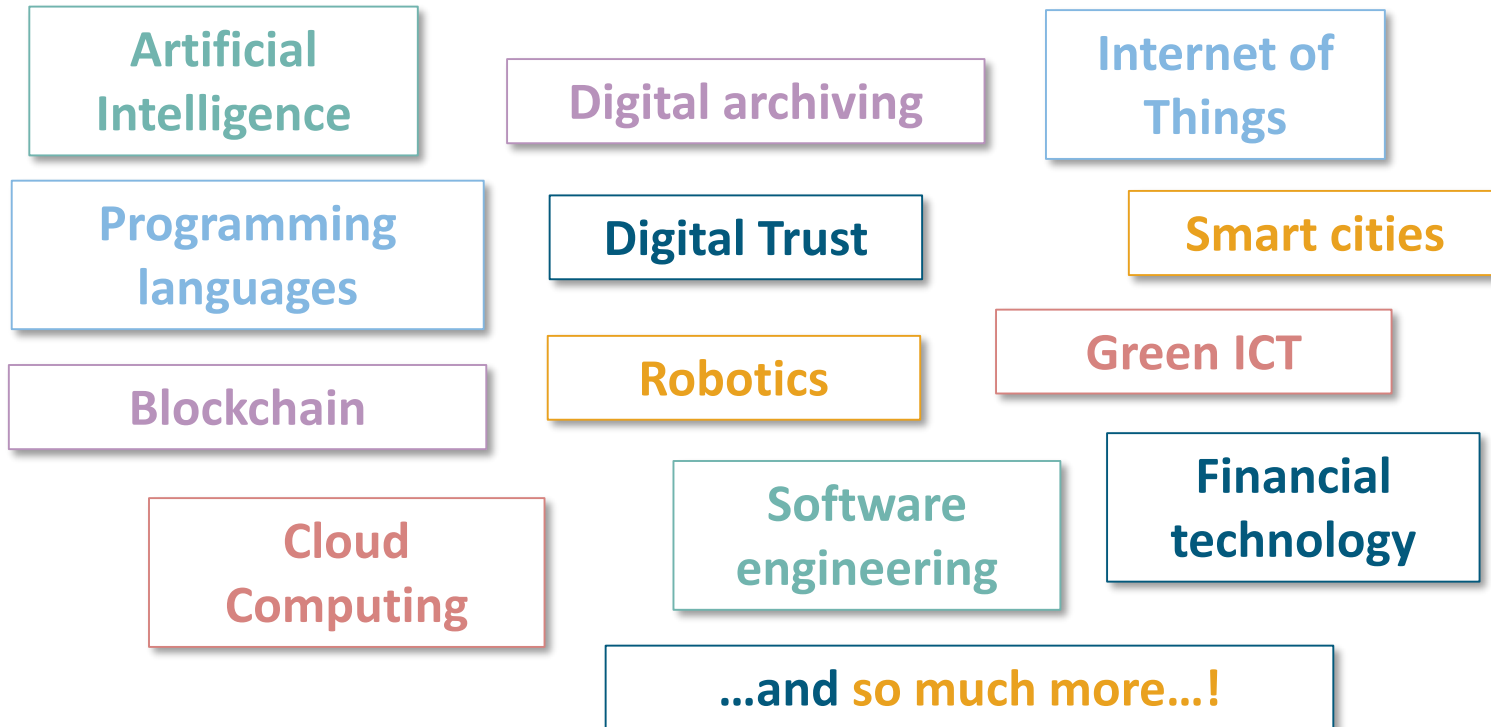 Artificial
Intelligence
Digital archiving
Internet of
Things
Programming
languages
Digital Trust
Smart cities
Blockchain
Robotics
Green ICT
Cloud
Computing
Software
engineering
Financial
technology
...and so much more...!